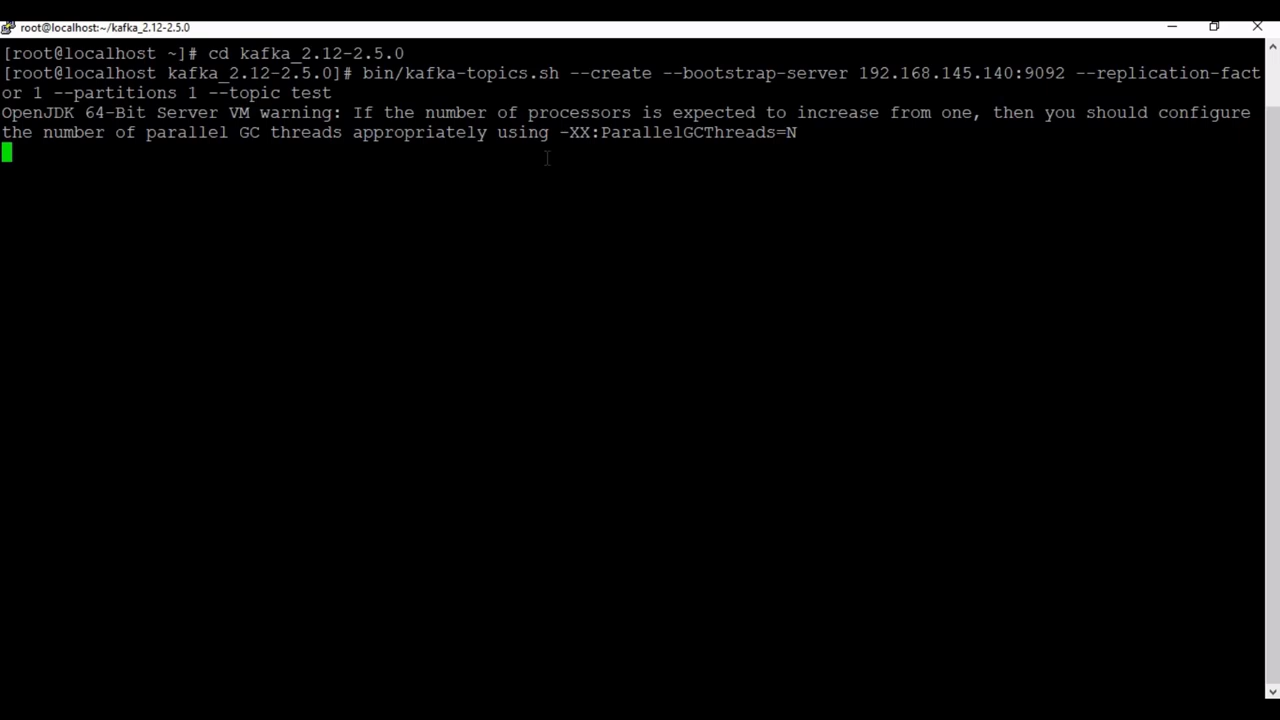 root@localhost:~/kafka_2.12-2.5.0
[root@localhost ~]# cd kafka_2.12-2.5.0
[root@localhost kafka_2.12-2.5.0]# bin/kafka-topics.sh --create --bootstrap-server 192.168.145.140:9092 --replication-fact
or 1 --partitions 1 --topic test
OpenJDK 64-Bit Server VM warning: If the number of processors is expected to increase from one, then you should configure
the number of parallel GC threads appropriately using -XX:ParallelGCThreads=N